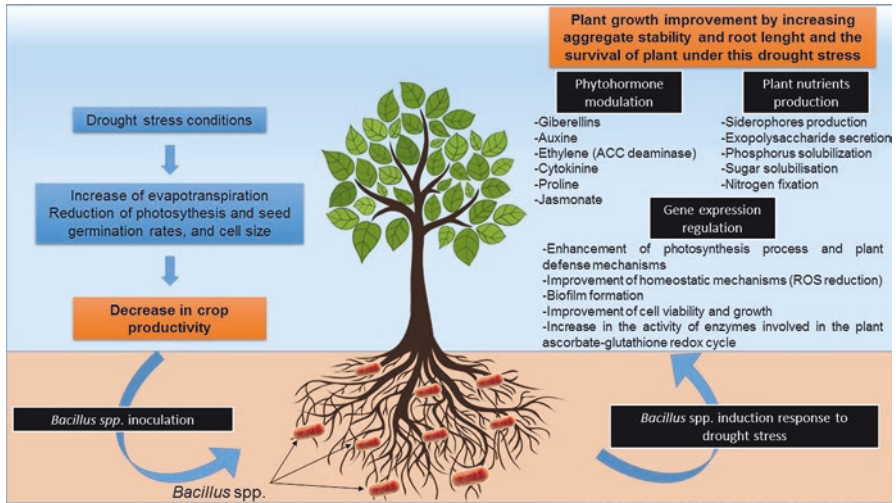 Drought stress conditions
Increase of evapotranspiration
Reduction of photosythesis and seed
germination rates, and cell size
Decrease in crop
productivity
Bacillus spp. inoculation
Bacillus spp.
Plant growth improvement by increasing
aggregate stability and root lenght and the
survival of plant under this drought stress
Phytohormone
modulation
-Giberellins
-Auxine
-Ethylene (ACC deaminase)
-Cytokinine
-Proline
-Jasmonate
Plant nutrients
production
-Siderophores production
-Exopolysaccharide secretion
-Phosphorus solubilization
-Sugar solubilisation
-Nitrogen fixation
Gene expression
regulation
-Enhancement of photosynthesis process and plant
defense mechanisms
-Improvement of homeostatic mechanisms (ROS reduction)
-Biofilm formation
-Improvement of cell viability and growth
-Increase in the activity of enzymes involved in the plant
ascorbate-glutathione redox cycle
Bacillus spp. induction response to
drought stress